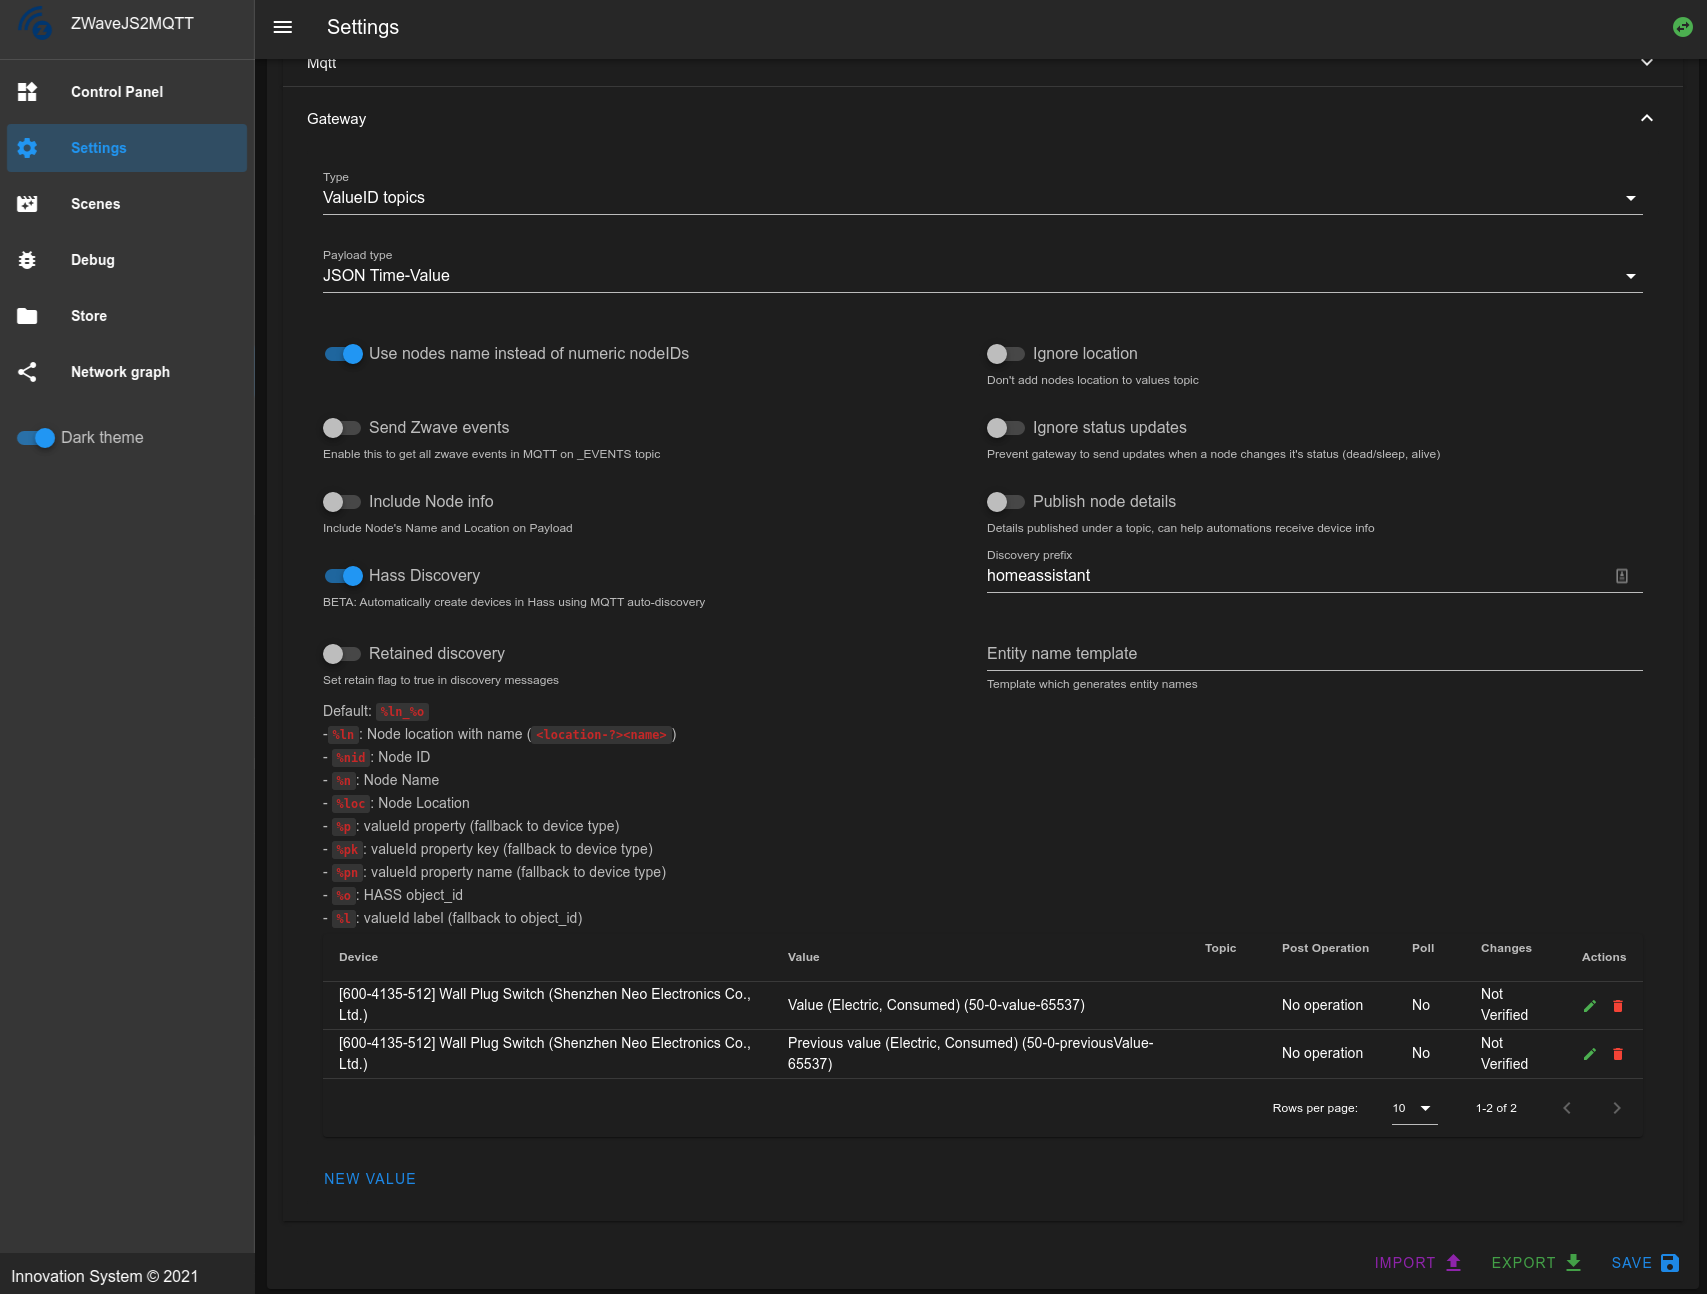 ZWaveJS2MQTT
Settings
Control Panel
Settings
Scenes
Debug
Store
Network graph
Dark theme
Innovation System © 2021
Mqtt
Gateway
Type
ValueID topics
Payload type
JSON Time-Value
Use nodes name instead of numeric nodeIDs
Ignore location
Don't add nodes location to values topic
Send Zwave events
Enable this to get all zwave events in MQTT on _EVENTS topic
Ignore status updates
Prevent gateway to send updates when a node changes it's status (dead/sleep, alive)
Include Node info
Include Node's Name and Location on Payload
Publish node details
Details published under a topic, can help automations receive device info
Hass Discovery
BETA: Automatically create devices in Hass using MQTT auto-discovery
Discovery prefix
homeassistant
Retained discovery
Set retain flag to true in discovery messages
Entity name template
Template which generates entity names
Default: %ln_%o
-%ln: Node location with name (<location-?><name>)
- %nid: Node ID
- %n: Node Name
- %loc: Node Location
- %p: valueId property (fallback to device type)
- %pk: valueId property key (fallback to device type)
- %pn: valueId property name (fallback to device type)
- %o: HASS object_id
- %l: valueId label (fallback to object_id)
Device Value Topic Post Operation Poll Changes Actions
[600-4135-512] Wall Plug Switch (Shenzhen Neo Electronics Co.,
Ltd.)
Value (Electric, Consumed) (50-0-value-65537)
No operation
No
Not
Verified
[600-4135-512] Wall Plug Switch (Shenzhen Neo Electronics Co.,
Ltd.)
Previous value (Electric, Consumed) (50-0-previousValue-
65537)
No operation
No
Not
Verified
Rows per page: 10 1-2 of 2
NEW VALUE
IMPORT EXPORT SAVE